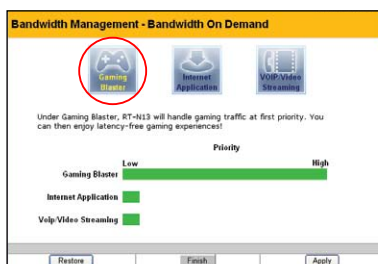 Bandwidth Management - Bandwidth On Demand
Gaming Blaster
Internet Application
VOIP/Video Streaming
Under Gaming Blaster, RT-N13 will handle gaming traffic at first priority. You
can then enjoy latency-free gaming experiences!
Priority
Low High
Gaming Blaster
Internet Application
Voip/Video Streaming
Restore Finish Apply